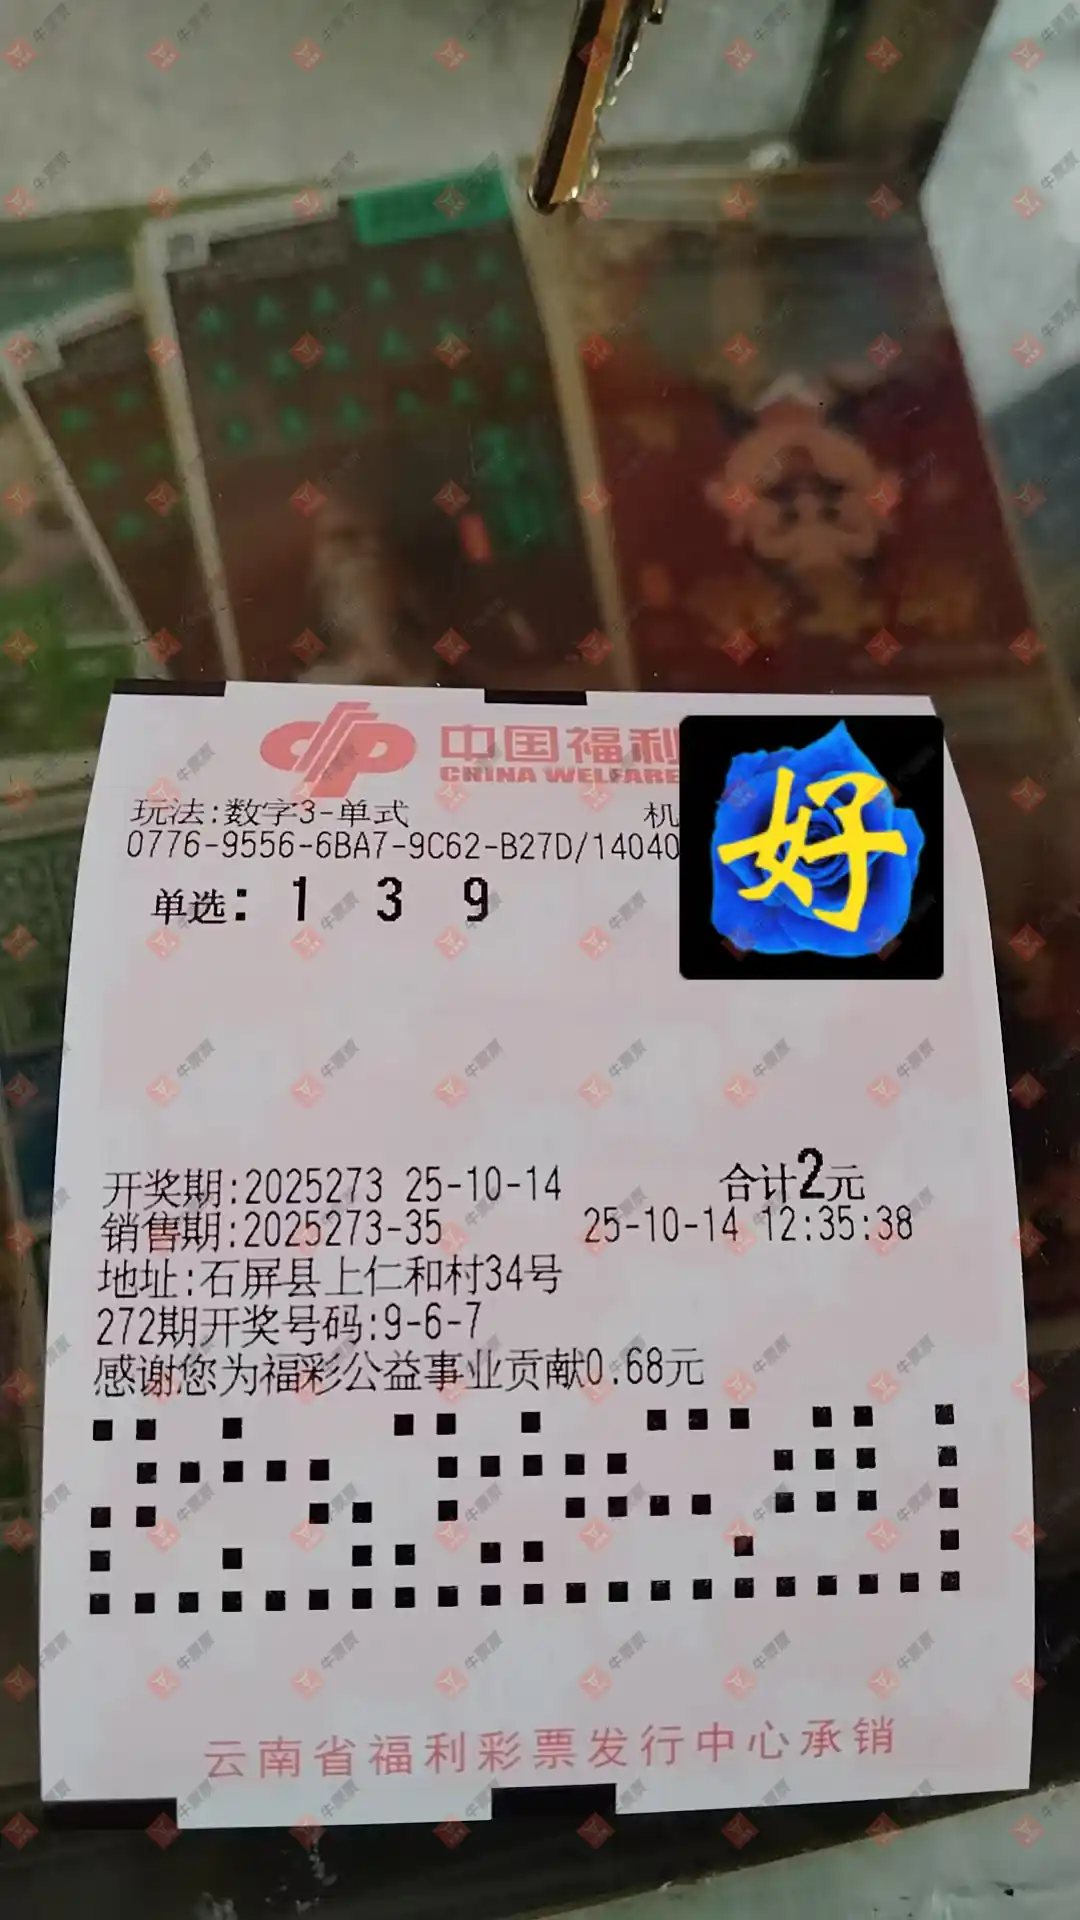 中国福利
CHINA WELFARE
玩法:数字3-单式 机
0776-9556-6BA7-9C62-B27D/14040
好
单选: 1 3 9
开奖期:2025273 25-10-14 合计2元
销售期:2025273-35 25-10-14 12:35:38
地址:石屏县上仁和村34号
272期开奖号码:9-6-7
感谢您为福彩公益事业贡献0.68元
云南省福利彩票发行中心承销
牛票票